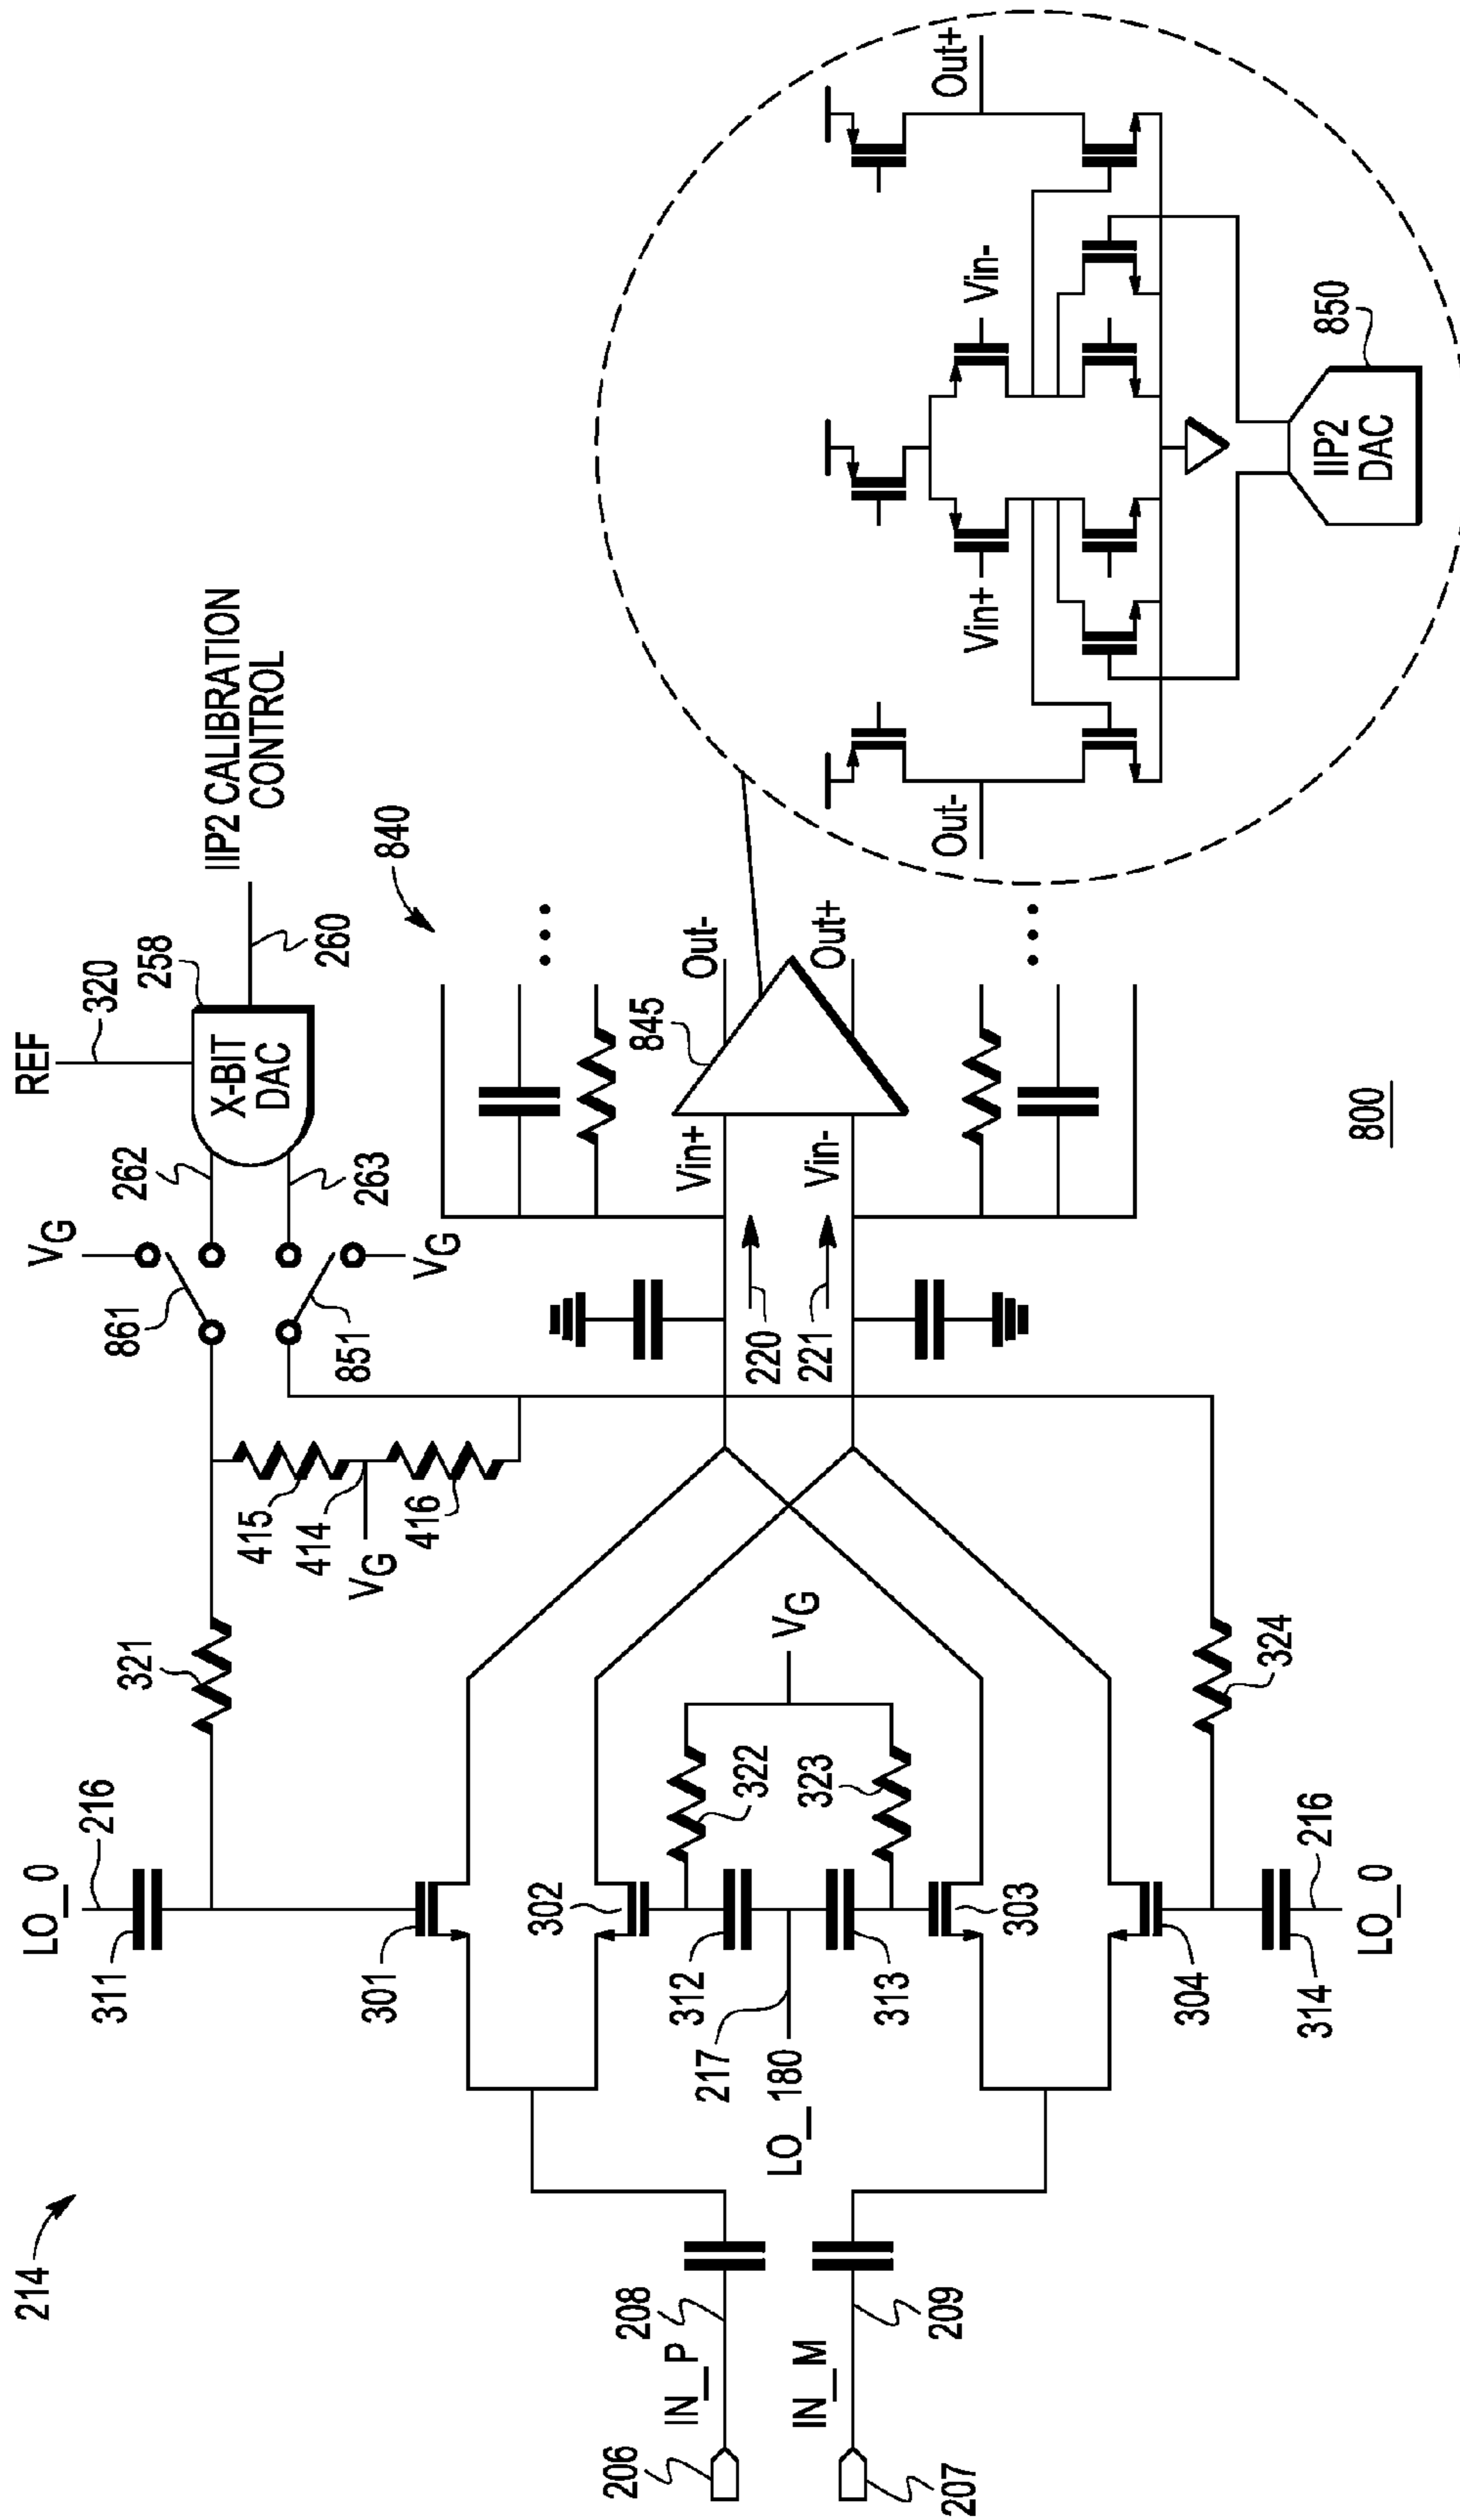 214
LO_0
216
311
321
VG
861
262
REF
320
258
X-BIT
DAC
260
IIP2 CALIBRATION
CONTROL
263
851
VG
415
414
VG
416
840
301
302
312
217
LO_180
322
VG
323
313
303
304
324
314
216
LO_0
206
IN_P
208
IN_M
209
207
220
221
Vin+
Vin-
845
Out-
Out+
Out-
Vin+
Vin-
Out+
IIP2
DAC
850
800